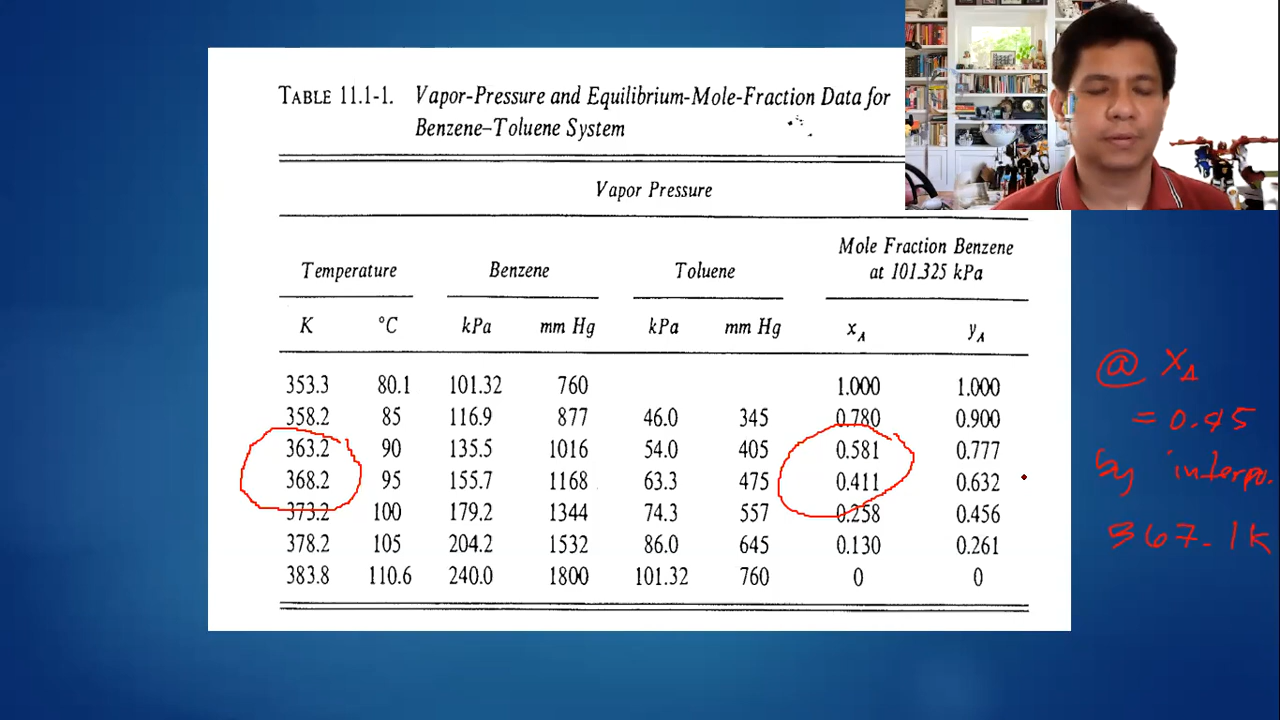 TABLE 11.1-1. Vapor-Pressure and Equilibrium-Mole-Fraction Data for
Benzene–Toluene System
Vapor Pressure
Mole Fraction Benzene
Temperature Benzene Toluene at 101.325 kPa
K °C kPa mm Hg kPa mm Hg xA yA
353.3 80.1 101.32 760 1.000 1.000
358.2 85 116.9 877 46.0 345 0.780 0.900
363.2 90 135.5 1016 54.0 405 0.581 0.777
368.2 95 155.7 1168 63.3 475 0.411 0.632
373.2 100 179.2 1344 74.3 557 0.258 0.456
378.2 105 204.2 1532 86.0 645 0.130 0.261
383.8 110.6 240.0 1800 101.32 760 0 0
@ XA
= 0.45
by interpo.
367.1K